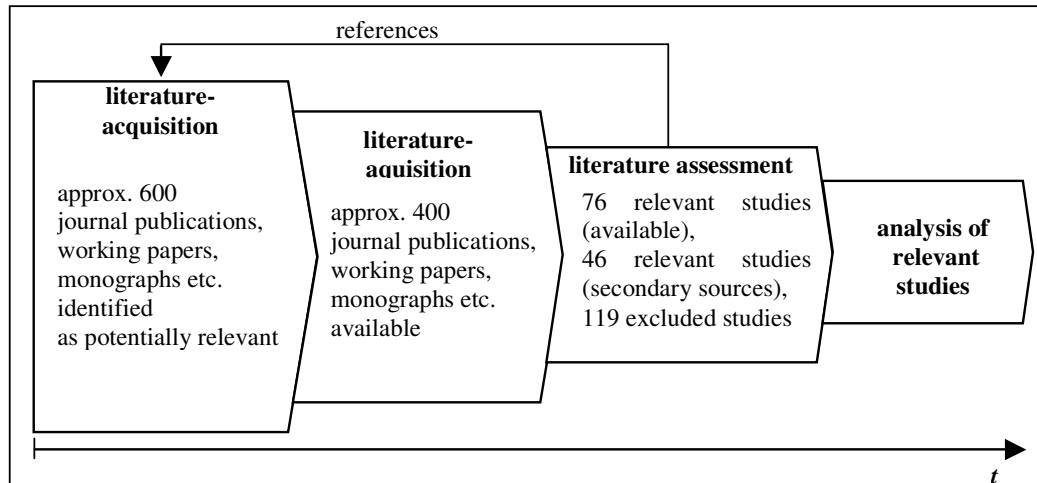 references
literature-
acquisition
approx. 600
journal publications,
working papers,
monographs etc.
identified
as potentially relevant
literature-
aquisition
approx. 400
journal publications,
working papers,
monographs etc.
available
literature assessment
76 relevant studies
(available),
46 relevant studies
(secondary sources),
119 excluded studies
analysis of
relevant
studies
t